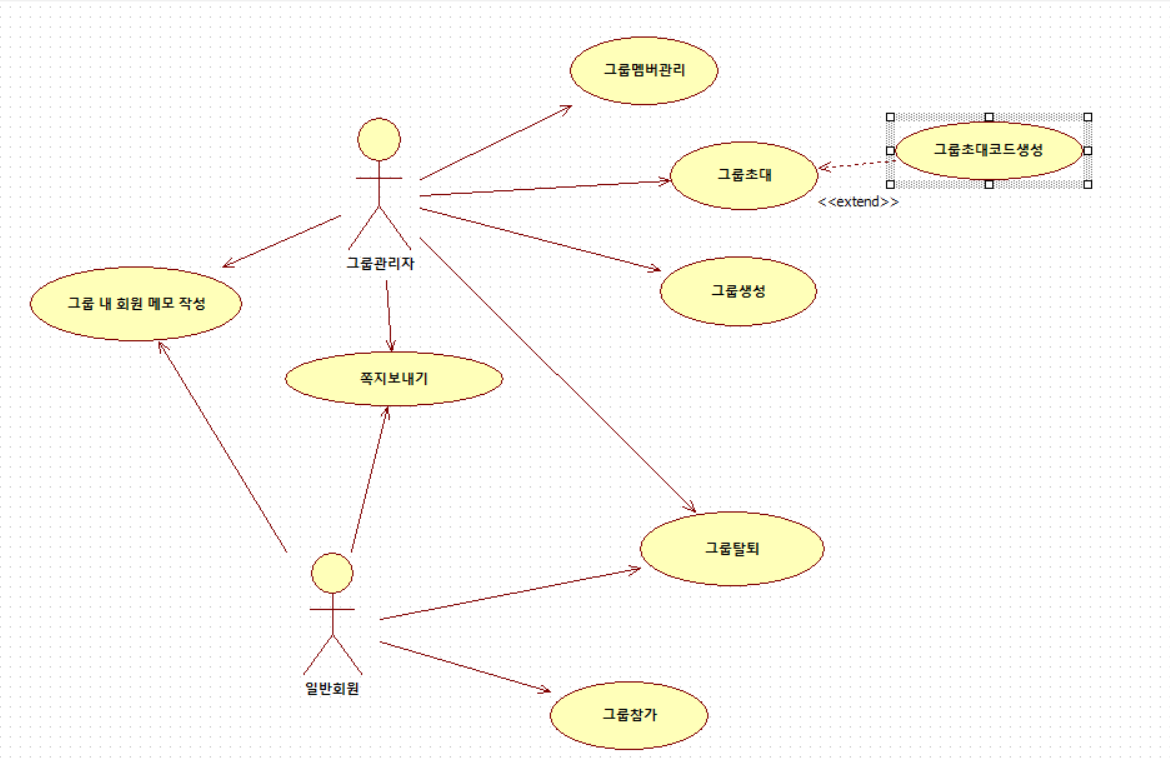 그룹멤버관리
그룹초대코드생성
그룹초대
<<extend>>
그룹관리자
그룹생성
그룹 내 회원 메모 작성
쪽지보내기
그룹탈퇴
일반회원
그룹참가